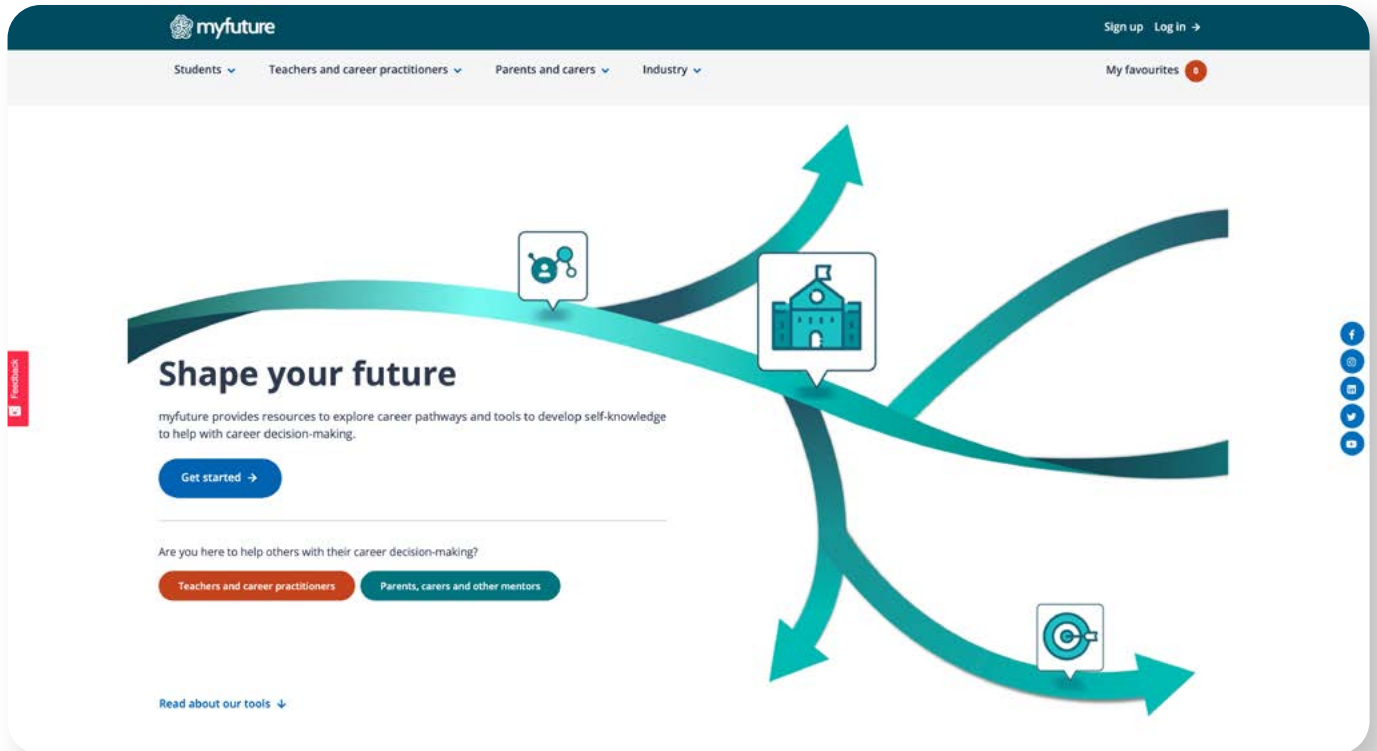 myfuture
Sign up Log in →
Students Teachers and career practitioners Parents and carers Industry
My favourites 0
Feedback
Shape your future
myfuture provides resources to explore career pathways and tools to develop self-knowledge
to help with career decision-making.
Get started →
Are you here to help others with their career decision-making?
Teachers and career practitioners Parents, carers and other mentors
Read about our tools ↓